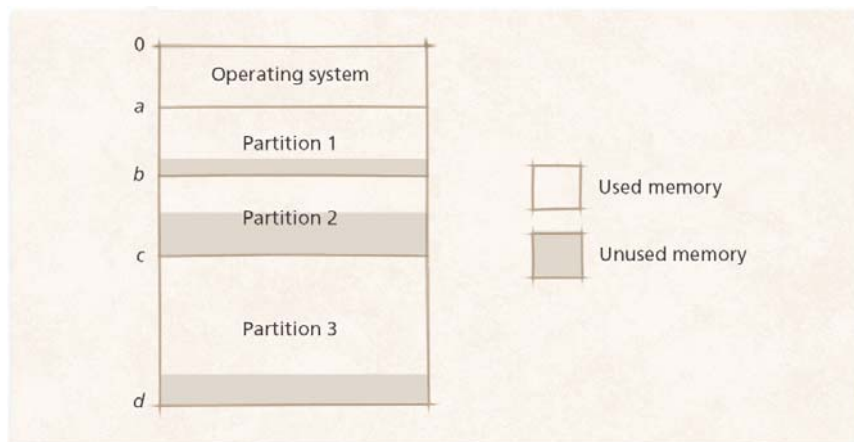 0
Operating system
a
Partition 1
b
Partition 2
c
Partition 3
d
Used memory
Unused memory